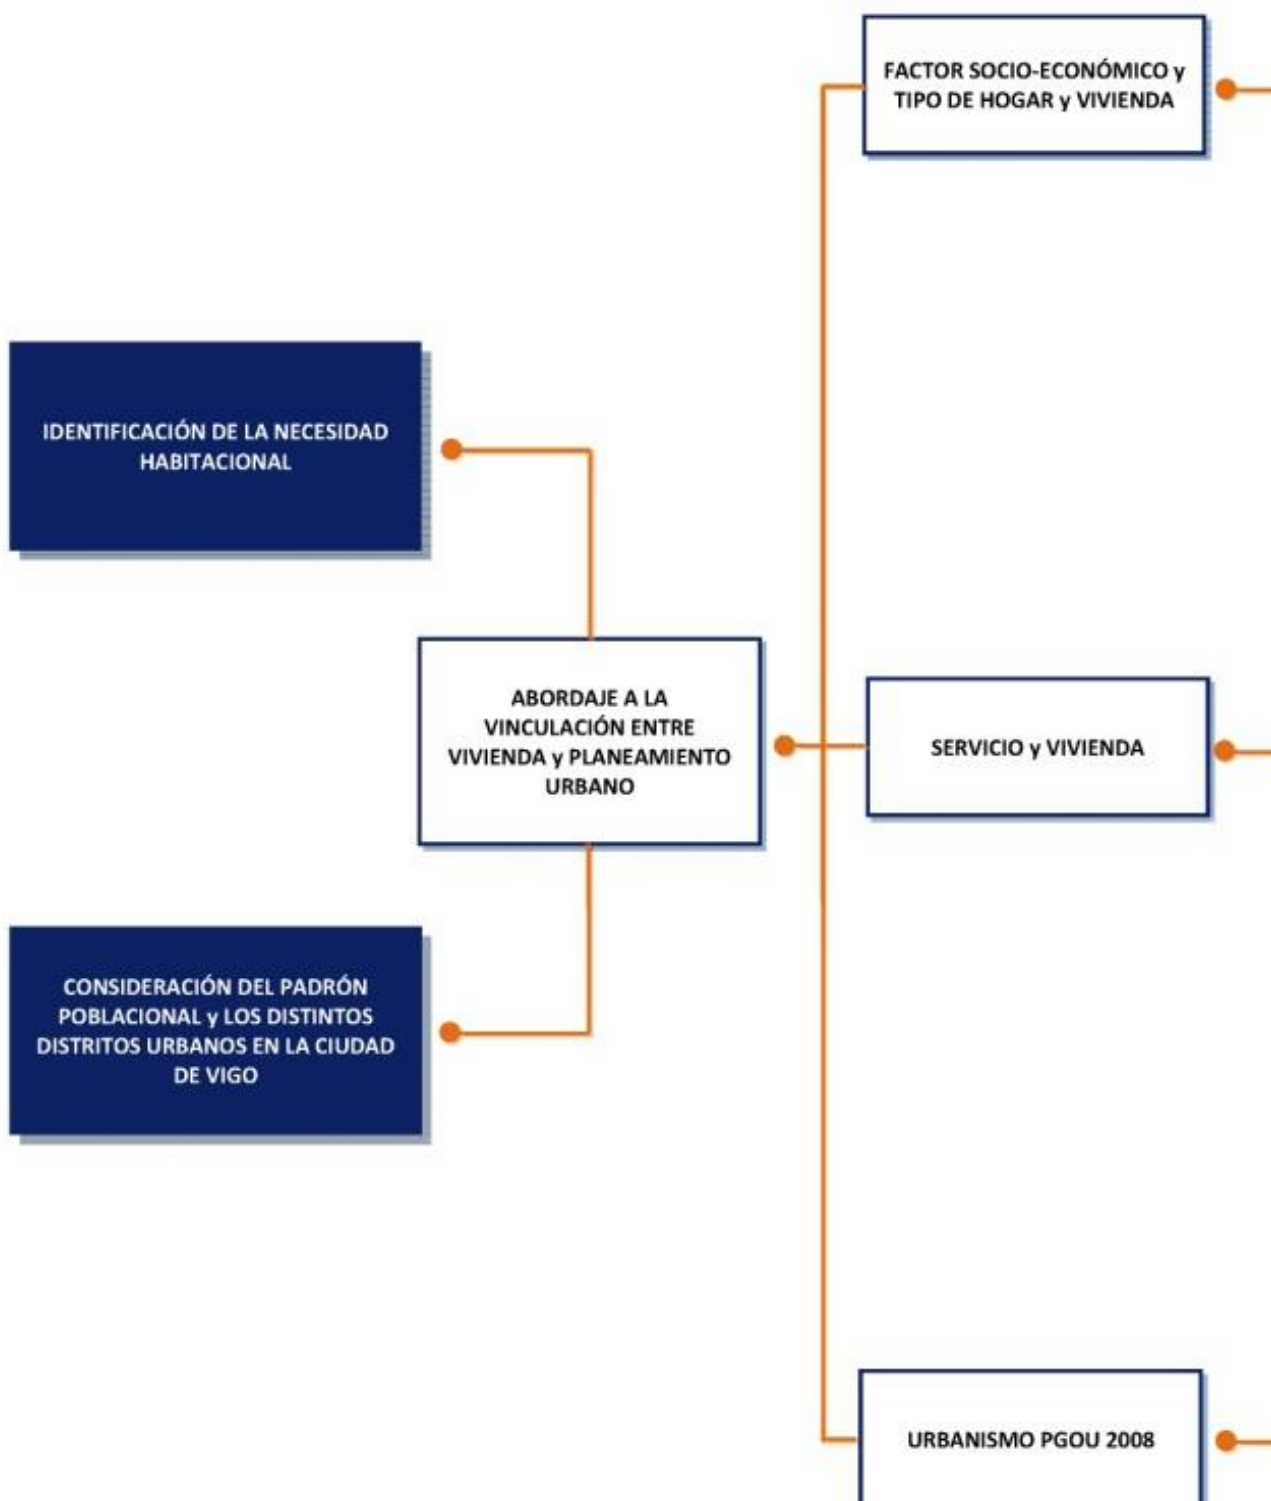 FACTOR SOCIO-ECONÓMICO y
TIPO DE HOGAR y VIVIENDA
IDENTIFICACIÓN DE LA NECESIDAD
HABITACIONAL
ABORDAJE A LA
VINCULACIÓN ENTRE
VIVIENDA y PLANEAMIENTO
URBANO
SERVICIO y VIVIENDA
CONSIDERACIÓN DEL PADRÓN
POBLACIONAL y LOS DISTINTOS
DISTRITOS URBANOS EN LA CIUDAD
DE VIGO
URBANISMO PGOU 2008